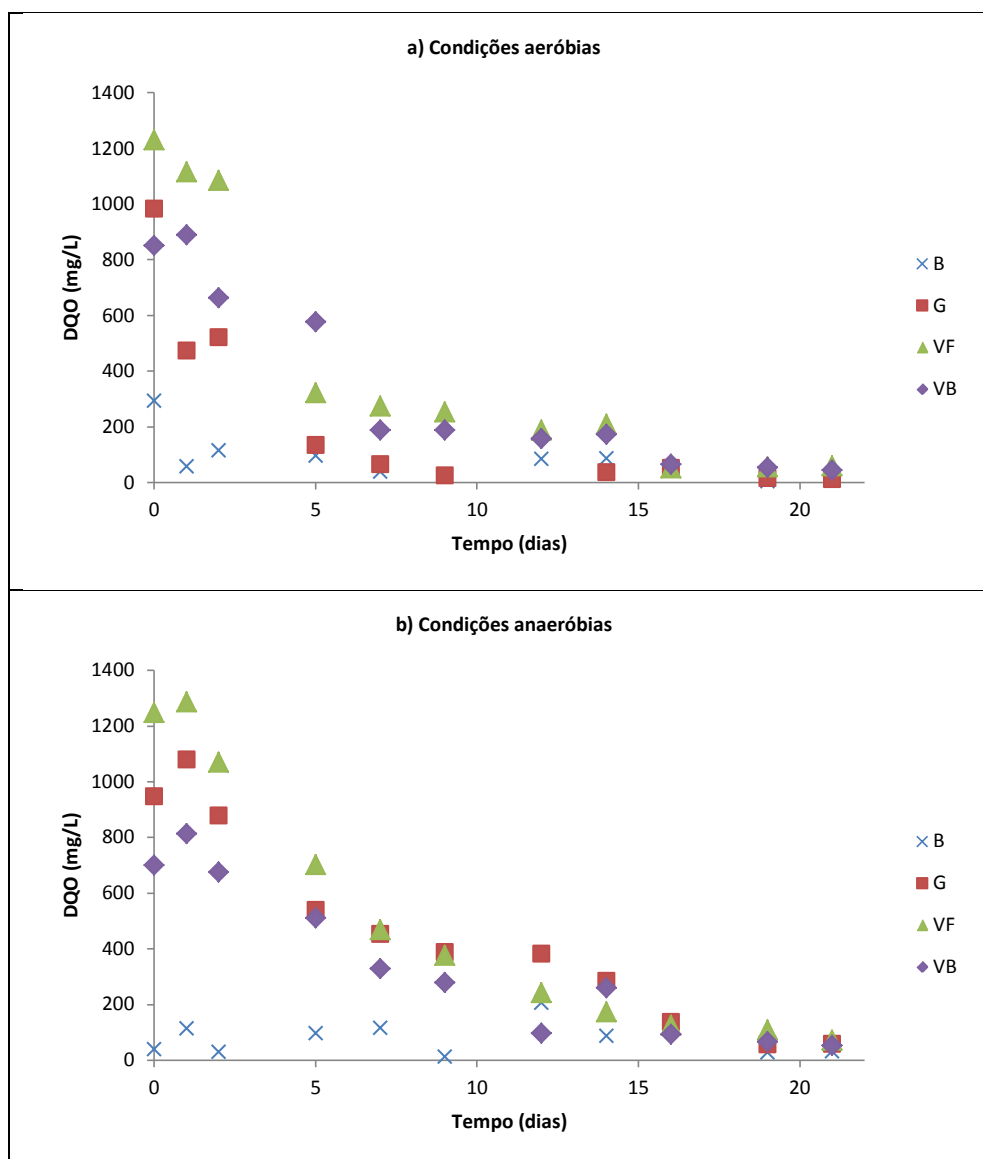 a) Condições aeróbias
1400
1200
1000
800
600
400
200
0
DQO (mg/L)
0 5 10 15 20
Tempo (dias)
B
G
VF
VB
b) Condições anaeróbias
1400
1200
1000
800
600
400
200
0
DQO (mg/L)
0 5 10 15 20
Tempo (dias)
B
G
VF
VB